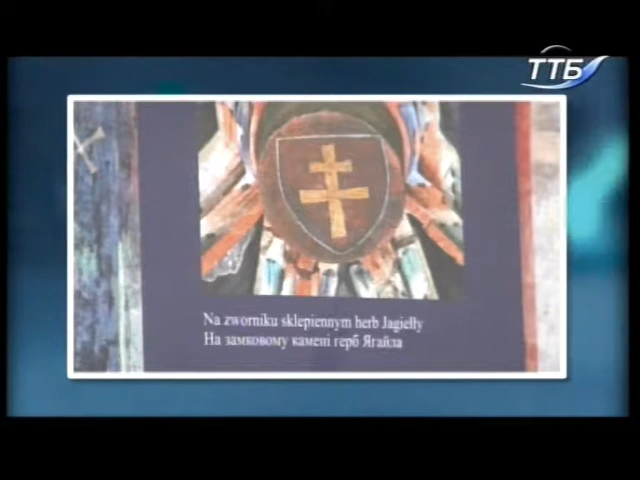 ТТБ
Na zworniku sklepiennym herb Jagiełły
На замковому камені герб Ягайла